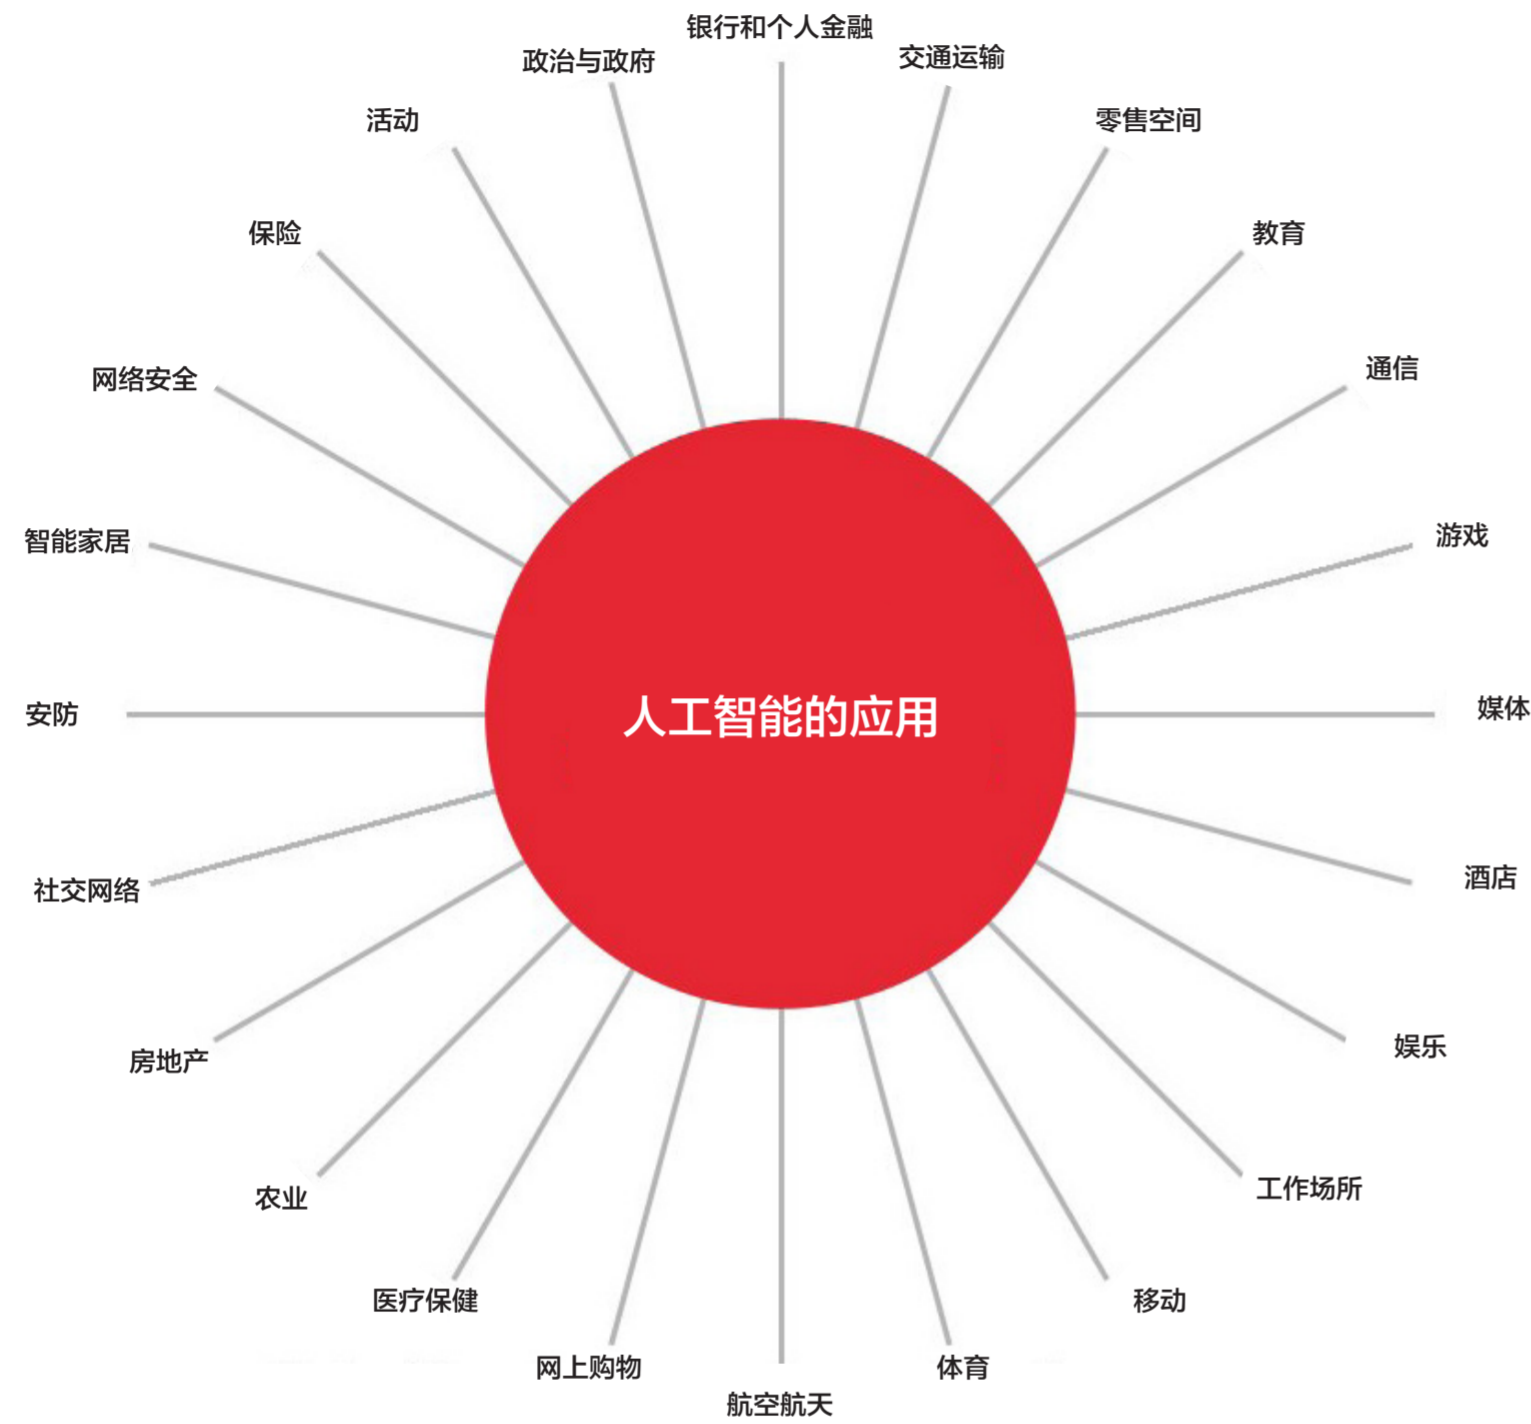 银行和个人金融
交通运输
零售空间
教育
通信
游戏
媒体
酒店
娱乐
工作场所
移动
体育
航空航天
网上购物
医疗保健
农业
房地产
社交网络
安防
智能家居
网络安全
保险
活动
政治与政府
人工智能的应用